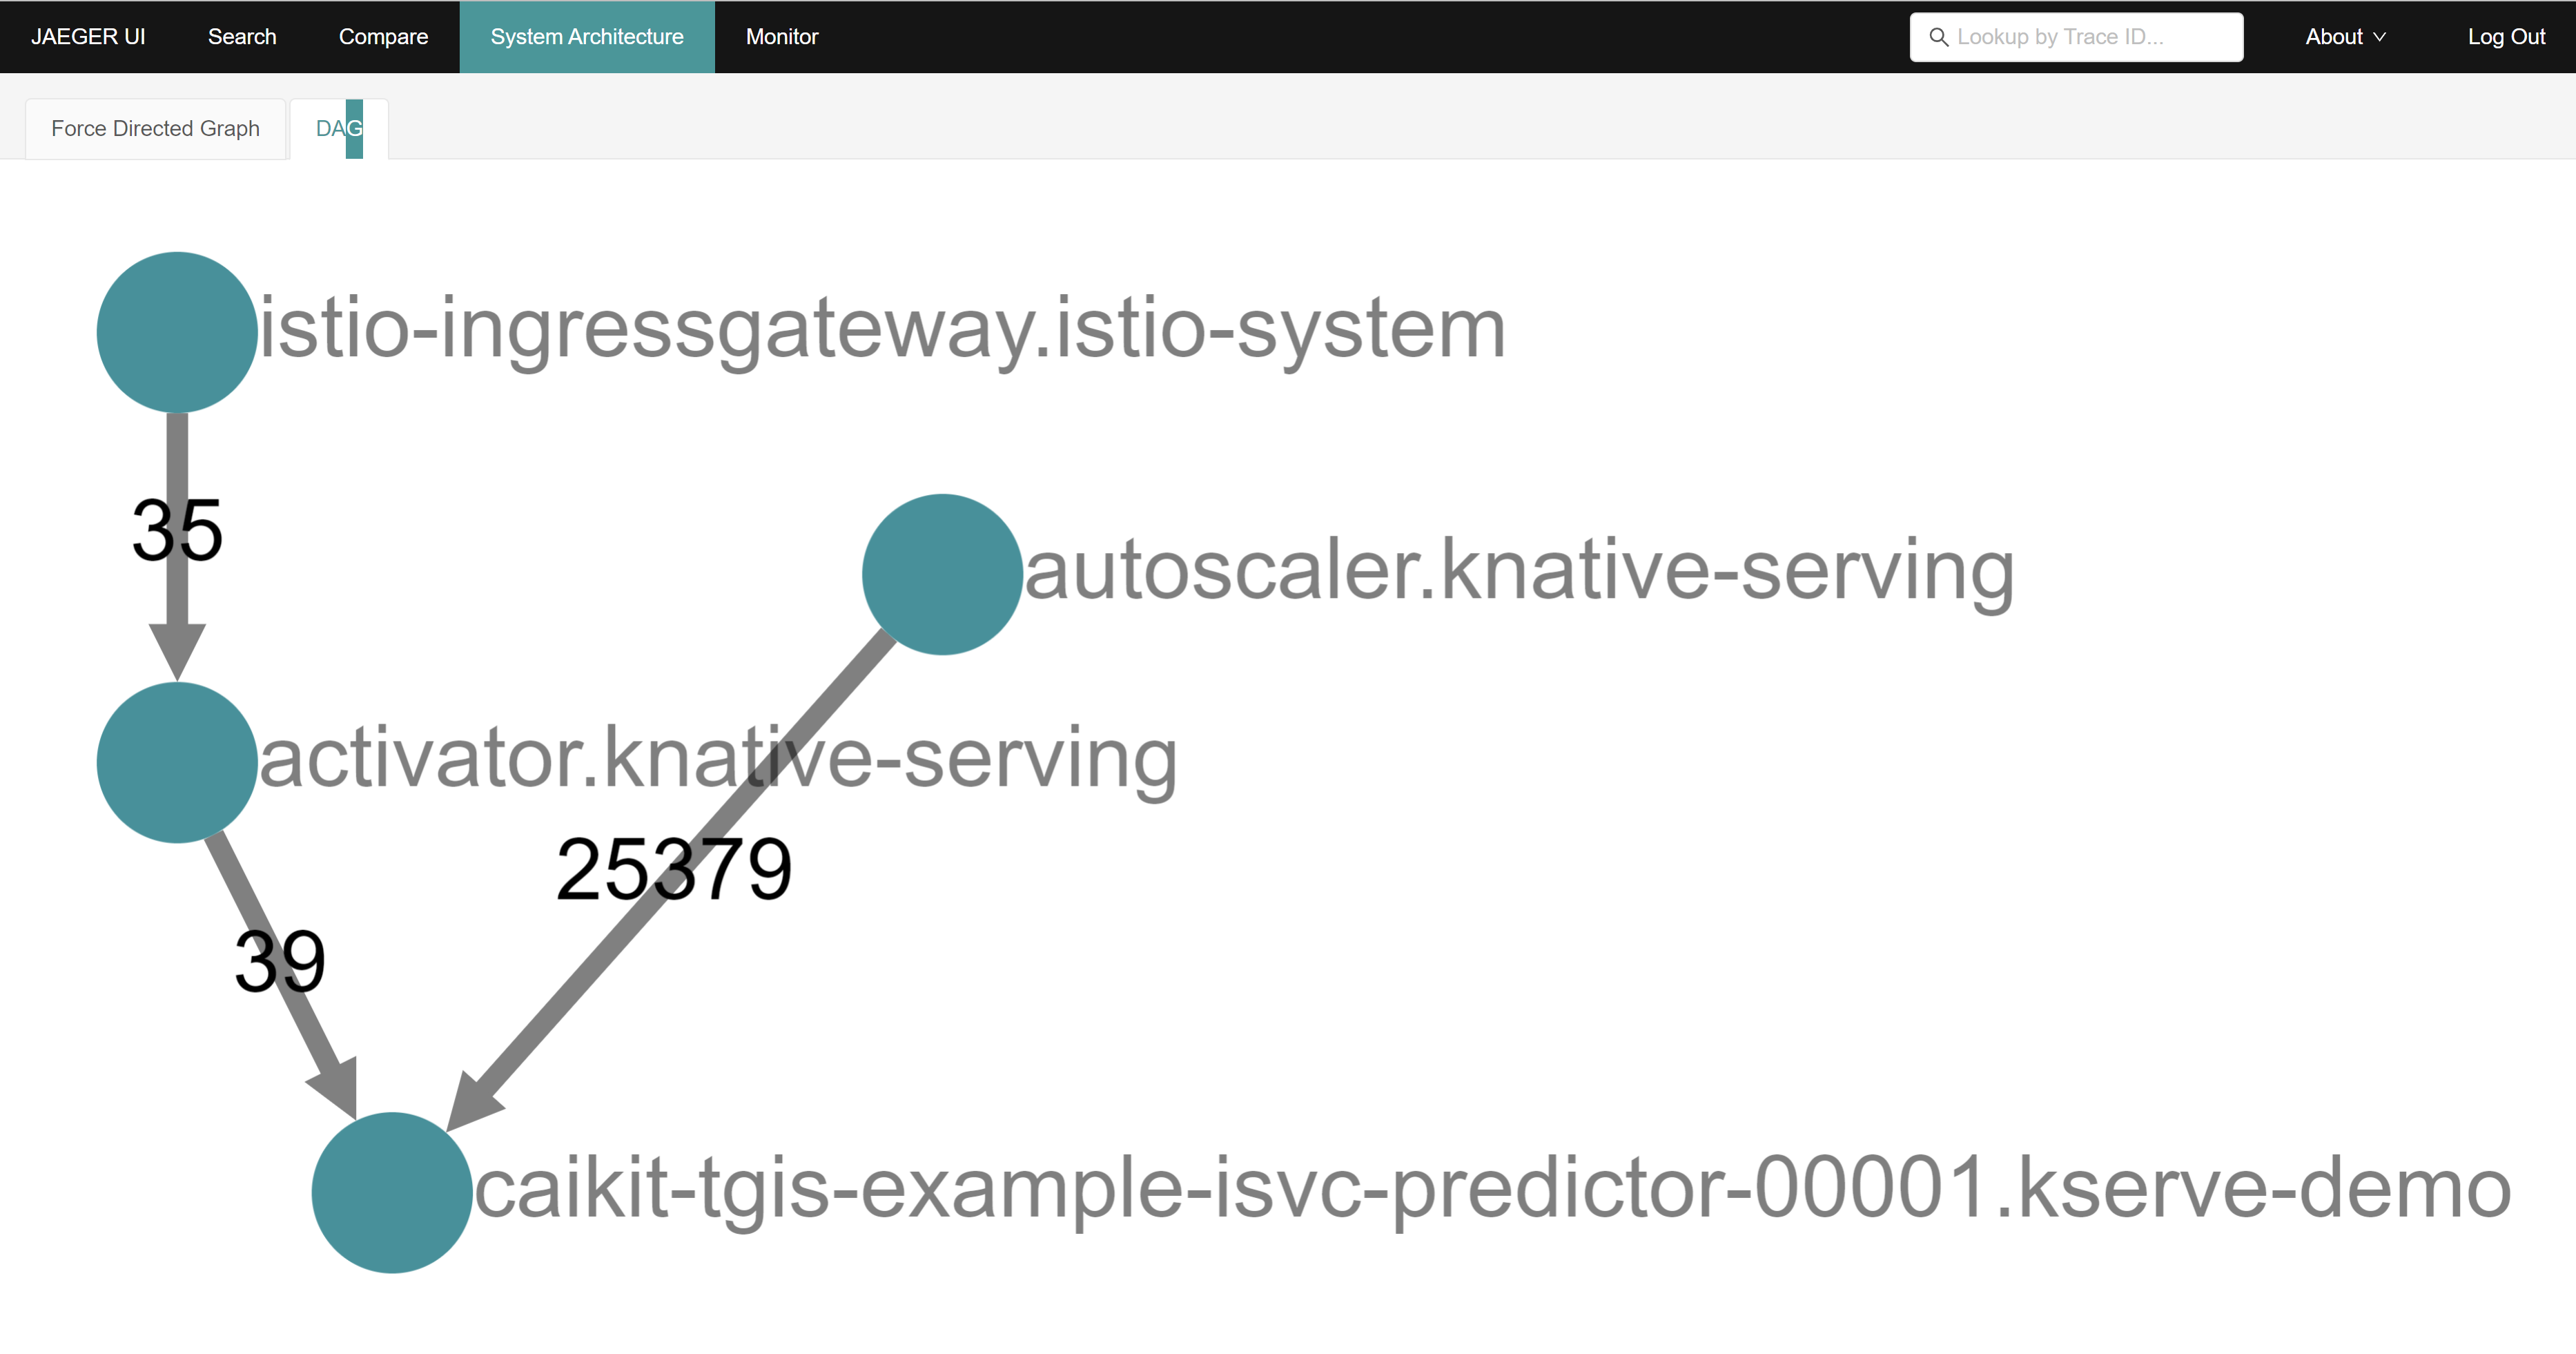 JAEGER UI Search Compare System Architecture Monitor Lookup by Trace ID... About Log Out
Force Directed Graph DAG
istio-ingressgateway.istio-system
35
autoscaler.knative-serving
activator.knative-serving
25379
39
caikit-tgis-example-isvc-predictor-00001.kserve-demo